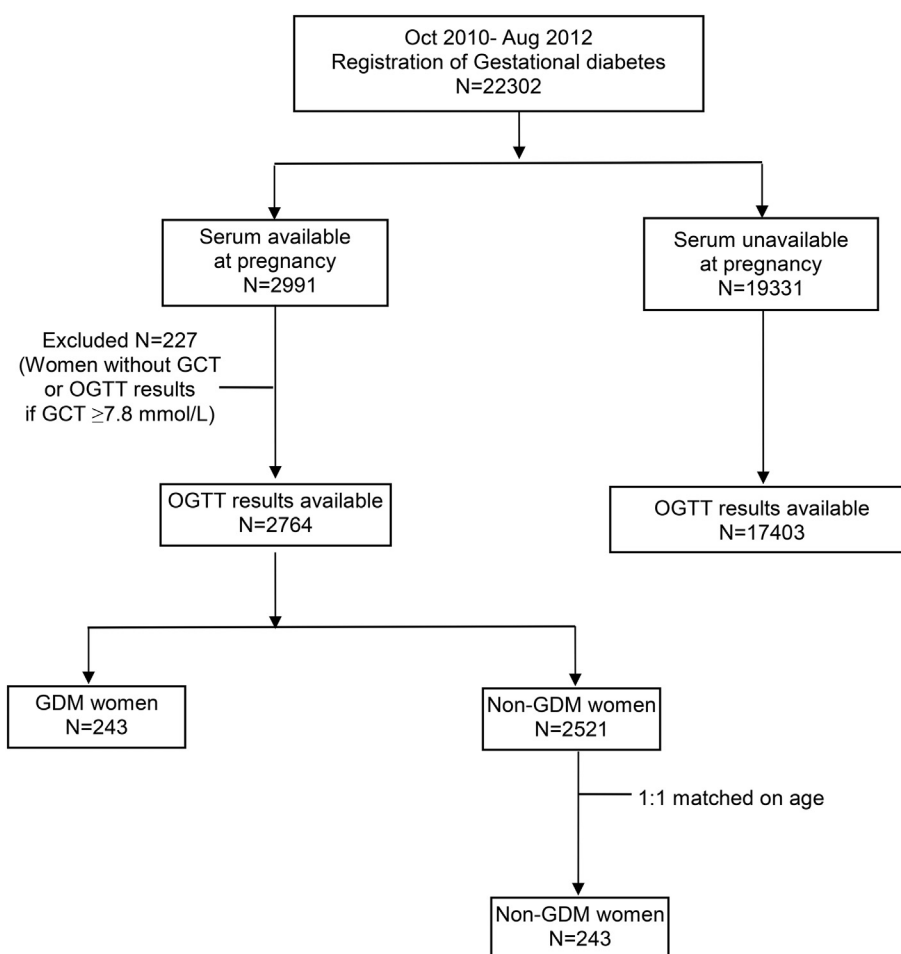 Oct 2010- Aug 2012
Registration of Gestational diabetes
N=22302
Serum available
at pregnancy
N=2991
Serum unavailable
at pregnancy
N=19331
Excluded N=227
(Women without GCT
or OGTT results
if GCT ≥7.8 mmol/L)
OGTT results available
N=2764
OGTT results available
N=17403
GDM women
N=243
Non-GDM women
N=2521
1:1 matched on age
Non-GDM women
N=243